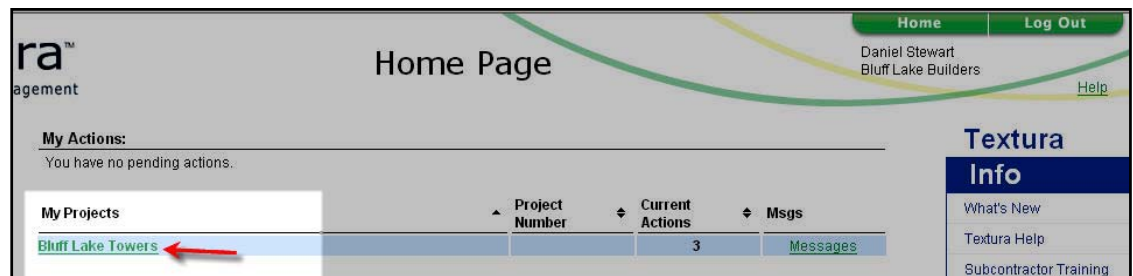 Home Log Out
ra™
agement
Home Page
Daniel Stewart
Bluff Lake Builders
Help
My Actions:
You have no pending actions.
My Projects Project Number Current Actions Msgs
Bluff Lake Towers 3 Messages
Textura
Info
What's New
Textura Help
Subcontractor Training